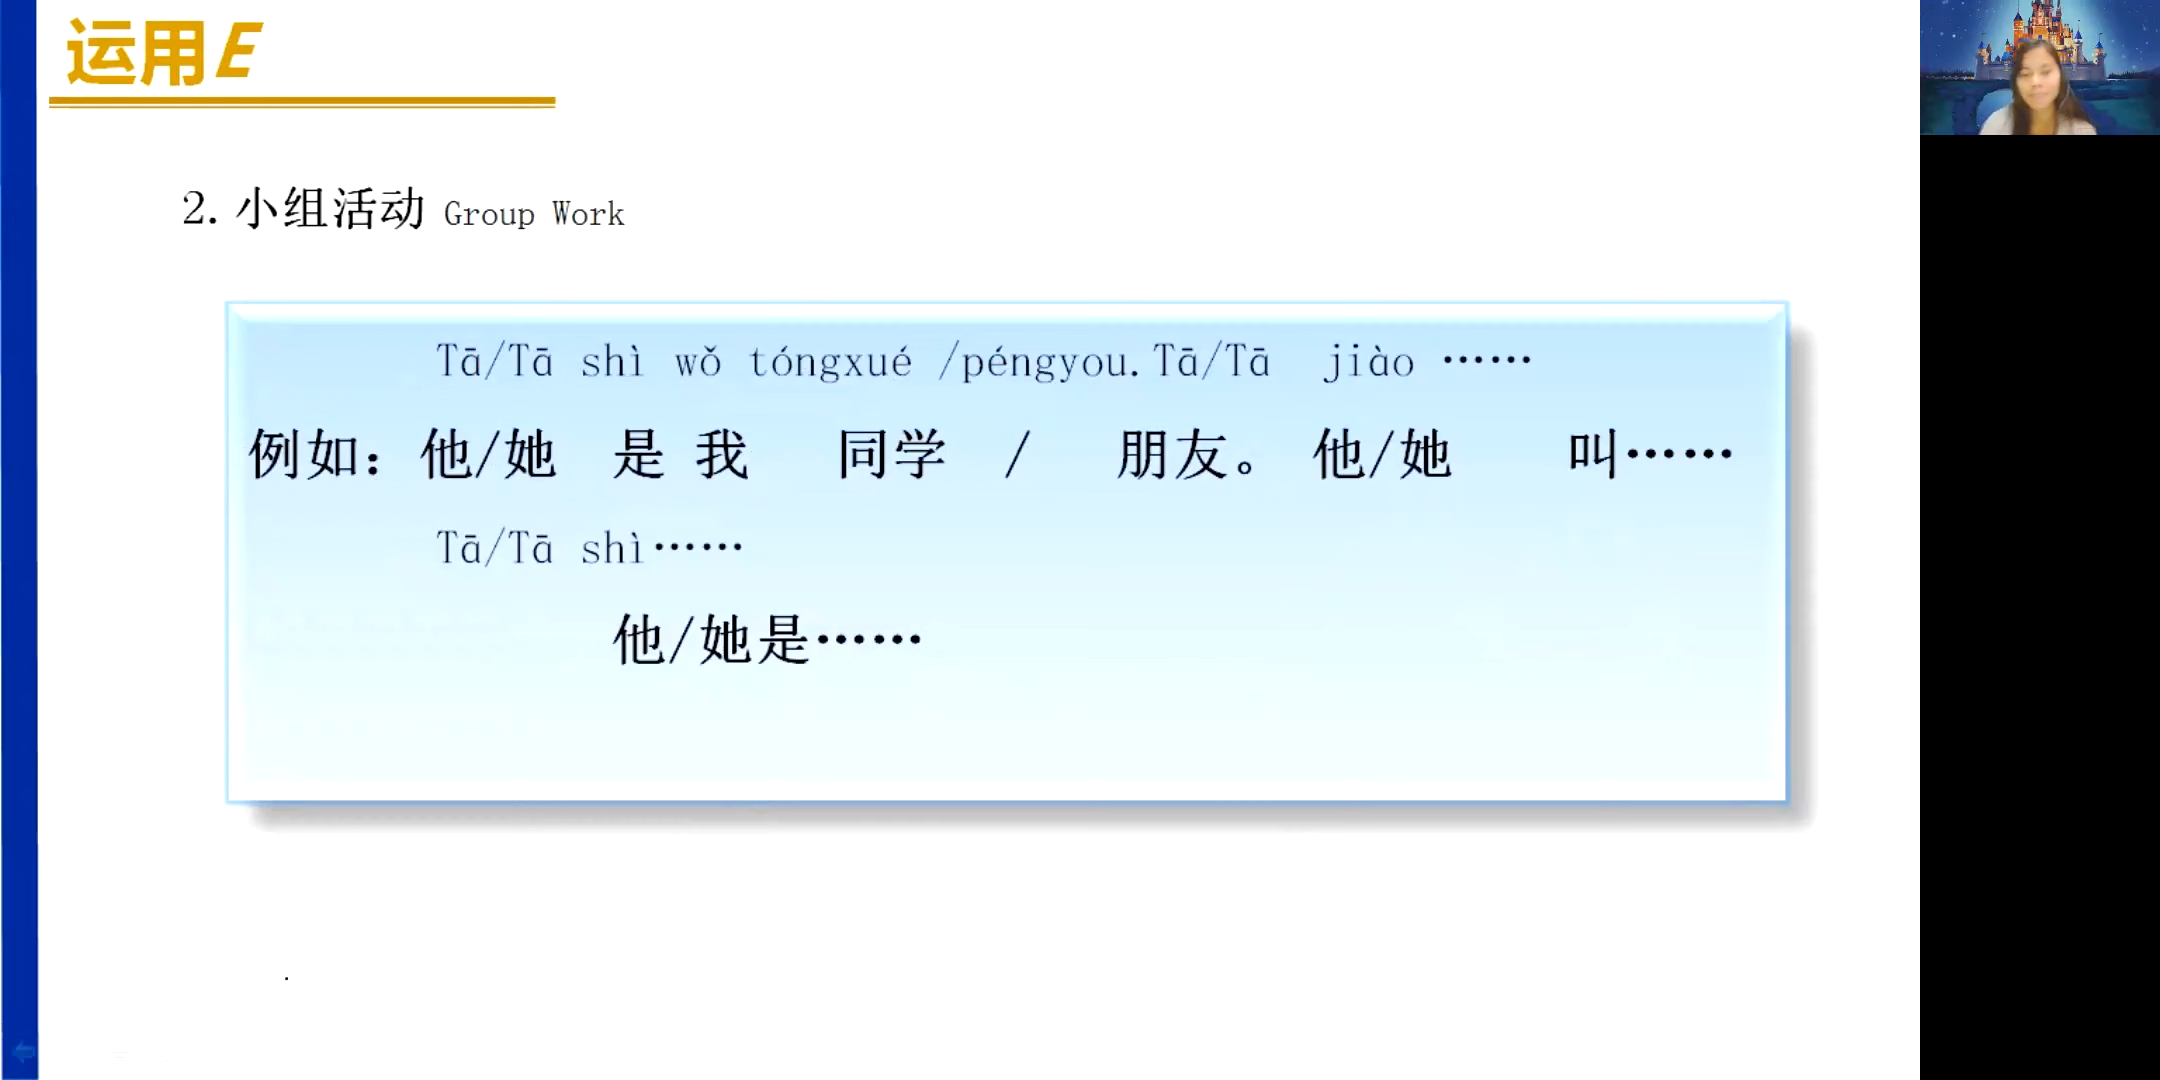 运用E
2. 小组活动 Group Work
Tā/Tā shì wǒ tóngxué /péngyou. Tā/Tā jiào ……
例如：他/她 是 我 同学 / 朋友。 他/她 叫……
Tā/Tā shì……
他/她是……